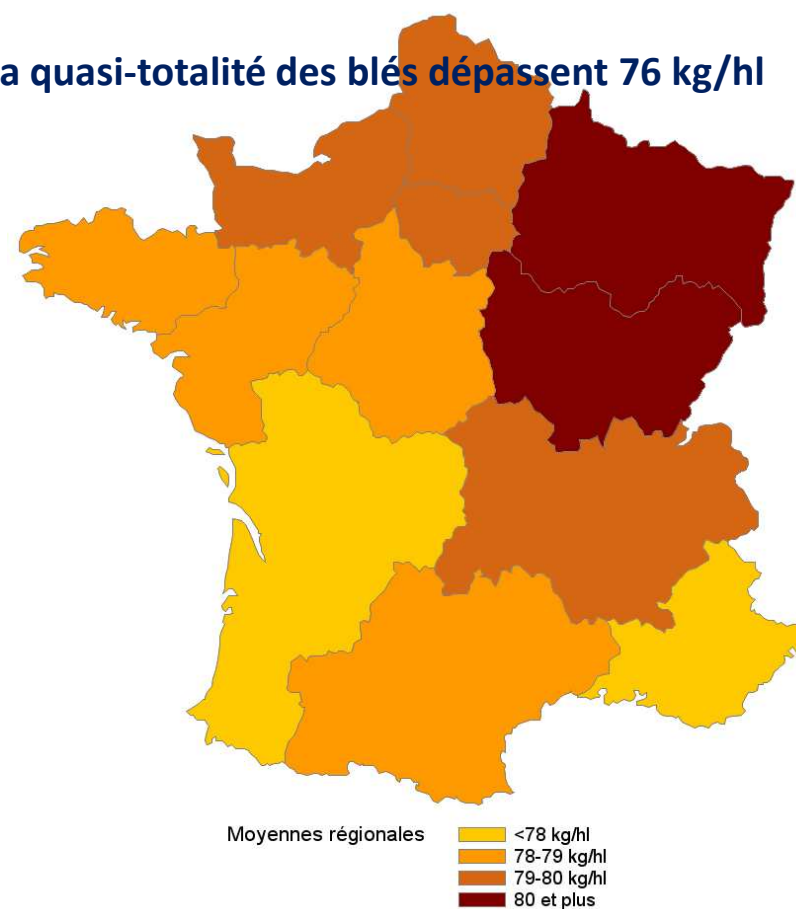 a quasi-totalité des blés dépassent 76 kg/hl
Moyennes régionales
<78 kg/hl
78-79 kg/hl
79-80 kg/hl
80 et plus